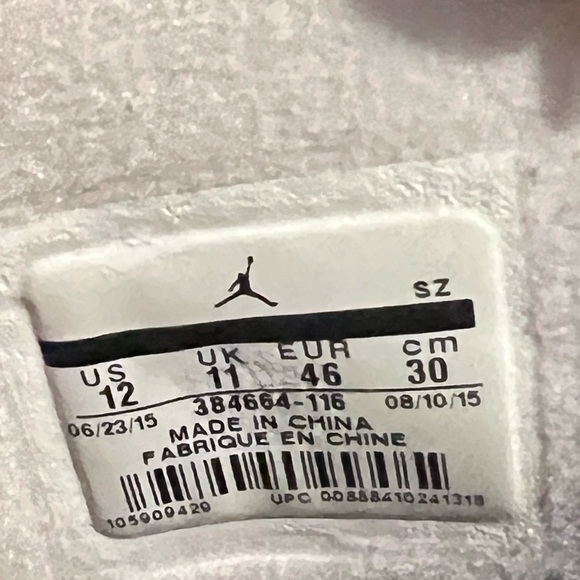 SZ
US UK EUR cm
12 11 46 30
384664-116
06/23/15 08/10/15
MADE IN CHINA
FABRIQUE EN CHINE
105909429 UPC 00888410241318